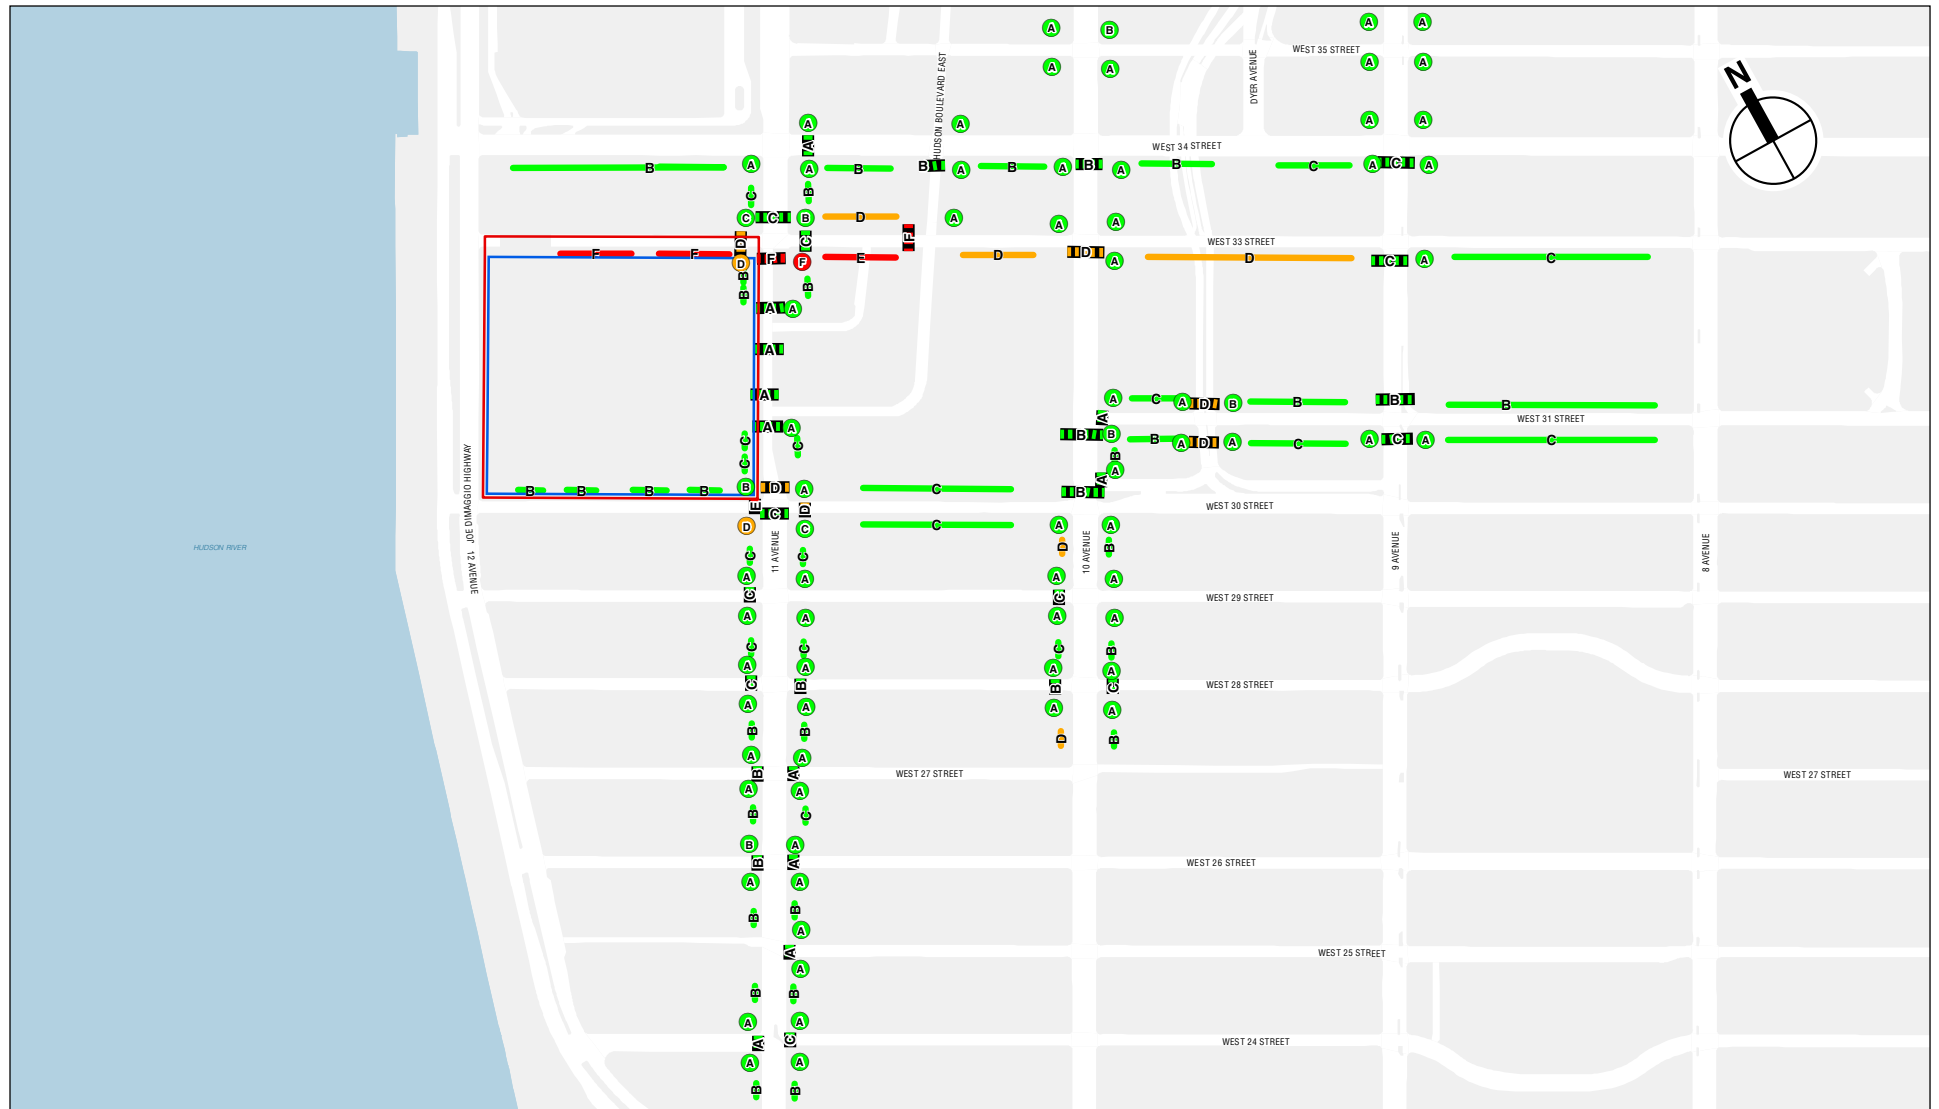 A B A A
WEST 35 STREET
N
HUDSON BOULEVARD EAST
DYER AVENUE
A A A A
A A A A
A
WEST 34 STREET
B A A B B A B A B A B C A C A
C B
C C B D A A A
D C F WEST 33 STREET
F F D F F E D D A D C A C
B B B
A A
A
A
A C A B D B B B B
A
WEST 31 STREET
C A A C B B B A D A C A C A C
C B A
A
JOE DIMAGGIO HIGHWAY
B B B B B D A C B
E C D WEST 30 STREET
D C C A A
HUDSON RIVER
12 AVENUE
11 AVENUE
10 AVENUE
9 AVENUE
8 AVENUE
C C D B
A A A A
C C WEST 29 STREET
A A A A
C C C B
A A A A
C B B C WEST 28 STREET
A A A A
B B D B
A A
B A WEST 27 STREET WEST 27 STREET
A A
B C
B A
B A WEST 26 STREET
A A
B B
A
A WEST 25 STREET
A
B B
A A
A C WEST 24 STREET
A A
B B